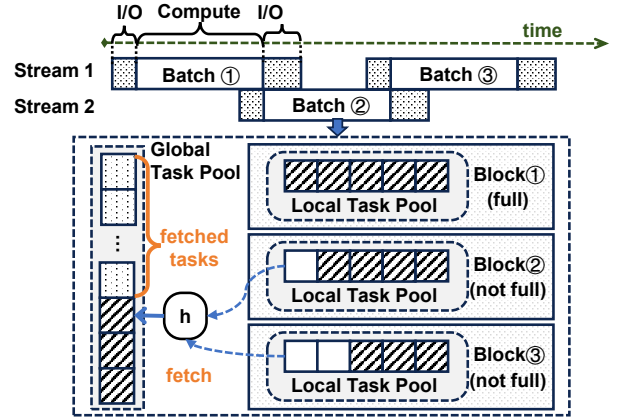 I/O Compute I/O
time
Stream 1 Batch ① Batch ③
Stream 2 Batch ②
Global
Task Pool
fetched
tasks
...
h
fetch
Local Task Pool
Block①
(full)
Local Task Pool
Block②
(not full)
Local Task Pool
Block③
(not full)